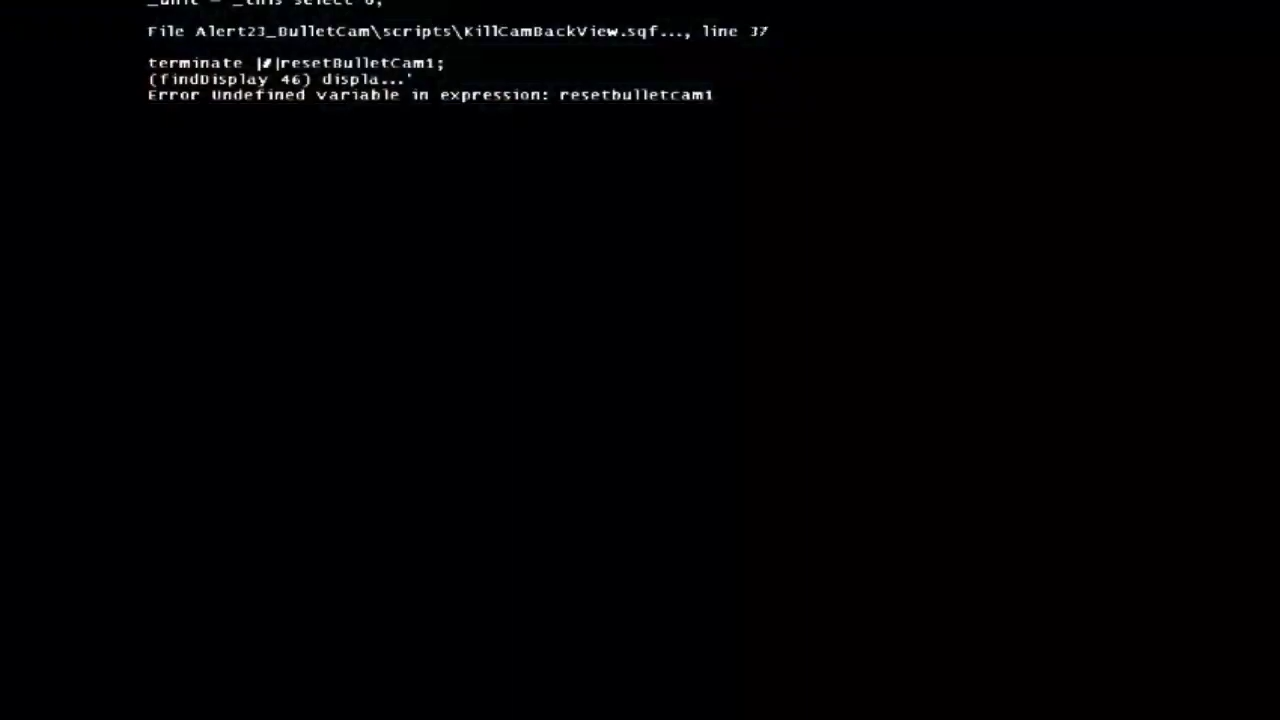 _unit = _this select 0;
File Alert23_BulletCam\scripts\KillCamBackView.sqf..., line 37
terminate |#|resetBulletCam1;
(findDisplay 46) displa...'
Error Undefined variable in expression: resetbulletcam1